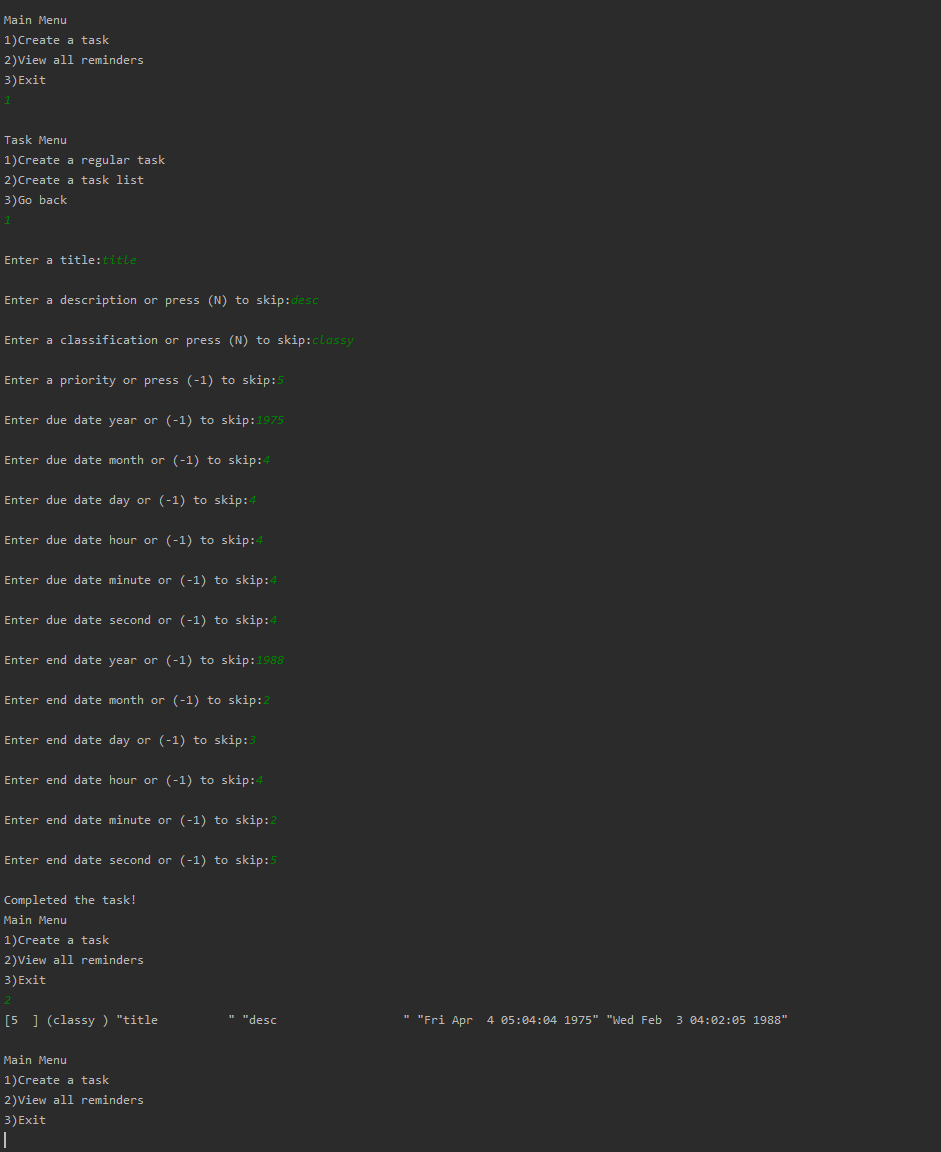 Main Menu
1)Create a task
2)View all reminders
3)Exit
1
Task Menu
1)Create a regular task
2)Create a task list
3)Go back
1
Enter a title:title
Enter a description or press (N) to skip:desc
Enter a classification or press (N) to skip:classy
Enter a priority or press (-1) to skip:5
Enter due date year or (-1) to skip:1975
Enter due date month or (-1) to skip:4
Enter due date day or (-1) to skip:4
Enter due date hour or (-1) to skip:4
Enter due date minute or (-1) to skip:4
Enter due date second or (-1) to skip:4
Enter end date year or (-1) to skip:1988
Enter end date month or (-1) to skip:2
Enter end date day or (-1) to skip:3
Enter end date hour or (-1) to skip:4
Enter end date minute or (-1) to skip:2
Enter end date second or (-1) to skip:5
Completed the task!
Main Menu
1)Create a task
2)View all reminders
3)Exit
2
[5  ] (classy ) "title          " "desc                  " "Fri Apr  4 05:04:04 1975" "Wed Feb  3 04:02:05 1988"
Main Menu
1)Create a task
2)View all reminders
3)Exit